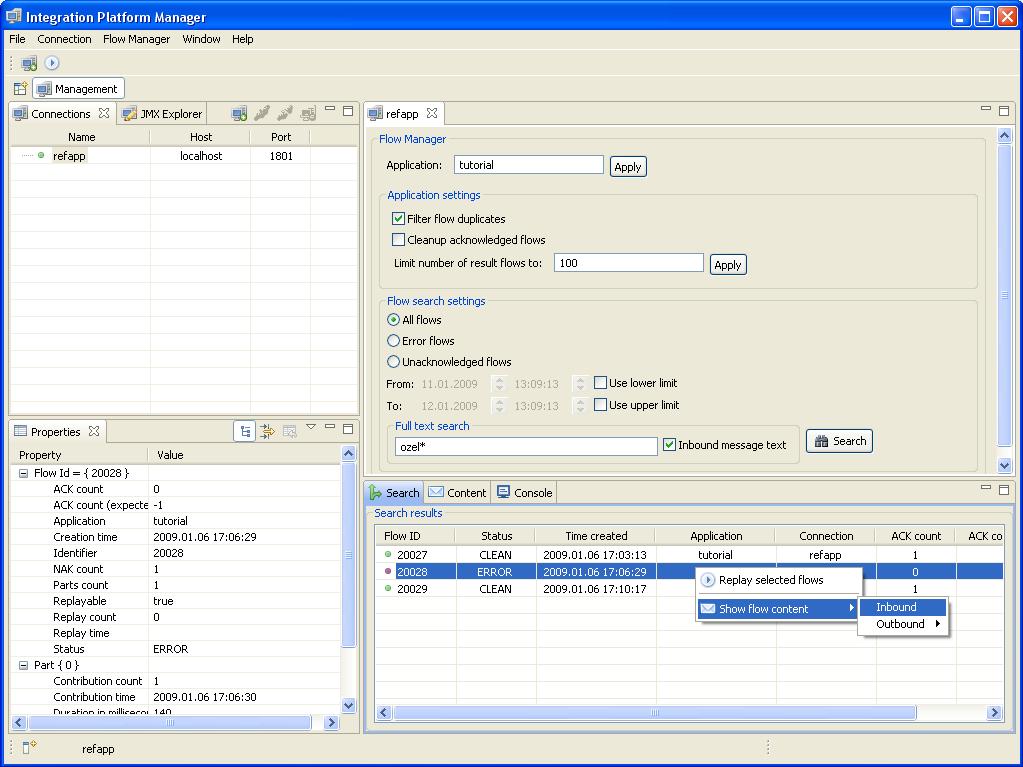 Integration Platform Manager
File Connection Flow Manager Window Help
Management
Connections JMX Explorer
Name Host Port
refapp localhost 1801
refapp
Flow Manager
Application: tutorial Apply
Application settings
Filter flow duplicates
Cleanup acknowledged flows
Limit number of result flows to: 100 Apply
Flow search settings
All flows
Error flows
Unacknowledged flows
From: 11.01.2009 13:09:13 Use lower limit
To: 12.01.2009 13:09:13 Use upper limit
Full text search
ozel* Inbound message text Search
Properties
Property Value
Flow Id = { 20028 }
ACK count 0
ACK count (expecte -1
Application tutorial
Creation time 2009.01.06 17:06:29
Identifier 20028
NAK count 1
Parts count 1
Replayable true
Replay count 0
Replay time
Status ERROR
Part { 0 }
Contribution count 1
Contribution time 2009.01.06 17:06:30
Duration in millisecon 140
Search Content Console
Search results
Flow ID Status Time created Application Connection ACK count ACK co
20027 CLEAN 2009.01.06 17:03:13 tutorial refapp 1
20028 ERROR 2009.01.06 17:06:29 0
20029 CLEAN 2009.01.06 17:10:17 1
Replay selected flows
Show flow content
Inbound
Outbound
refapp